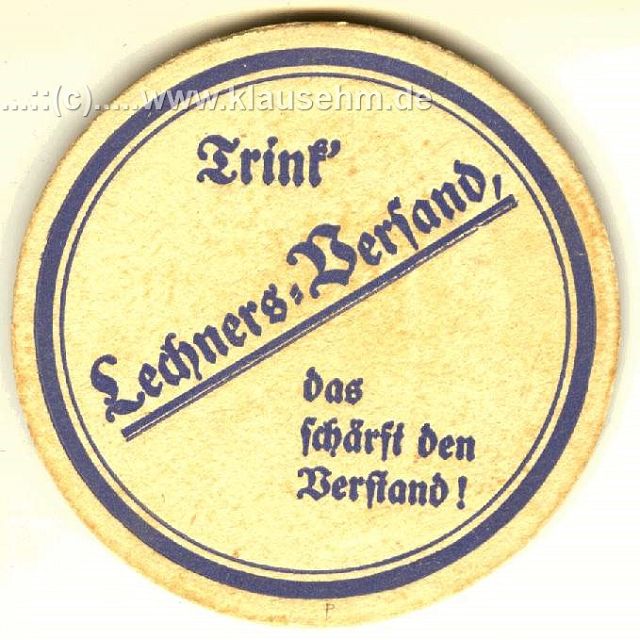 ...::(c).....www.klausehm.de
Trink'
Lechners-Versand,
das
schärft den
Verstand!
P